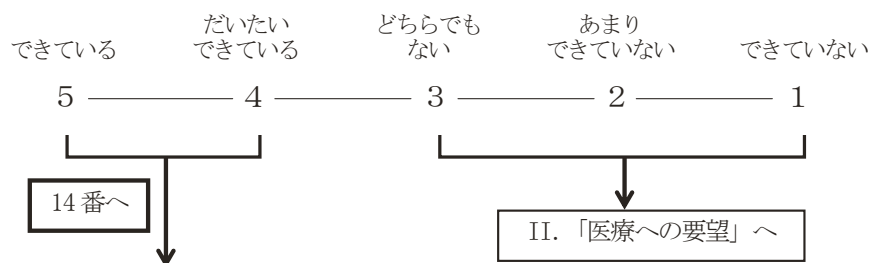 できている だいたい
できている どちらでも
ない あまり
できていない できていない
5 4 3 2 1
14番へ
II. 「医療への要望」へ